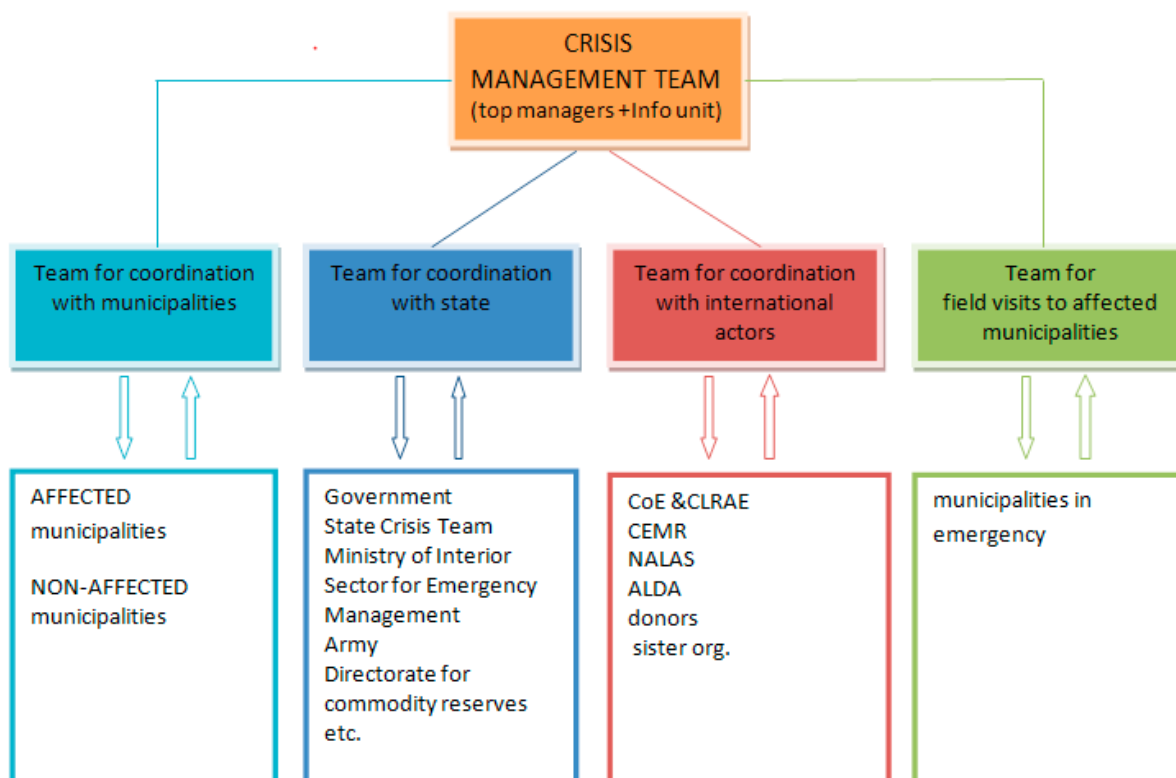 CRISIS
MANAGEMENT TEAM
(top managers +Info unit)
Team for coordination
with municipalities
Team for coordination
with state
Team for coordination
with international
actors
Team for
field visits to affected
municipalities
AFFECTED
municipalities
NON-AFFECTED
municipalities
Government
State Crisis Team
Ministry of Interior
Sector for Emergency
Management
Army
Directorate for
commodity reserves
etc.
CoE &CLRAE
CEMR
NALAS
ALDA
donors
sister org.
municipalities in
emergency